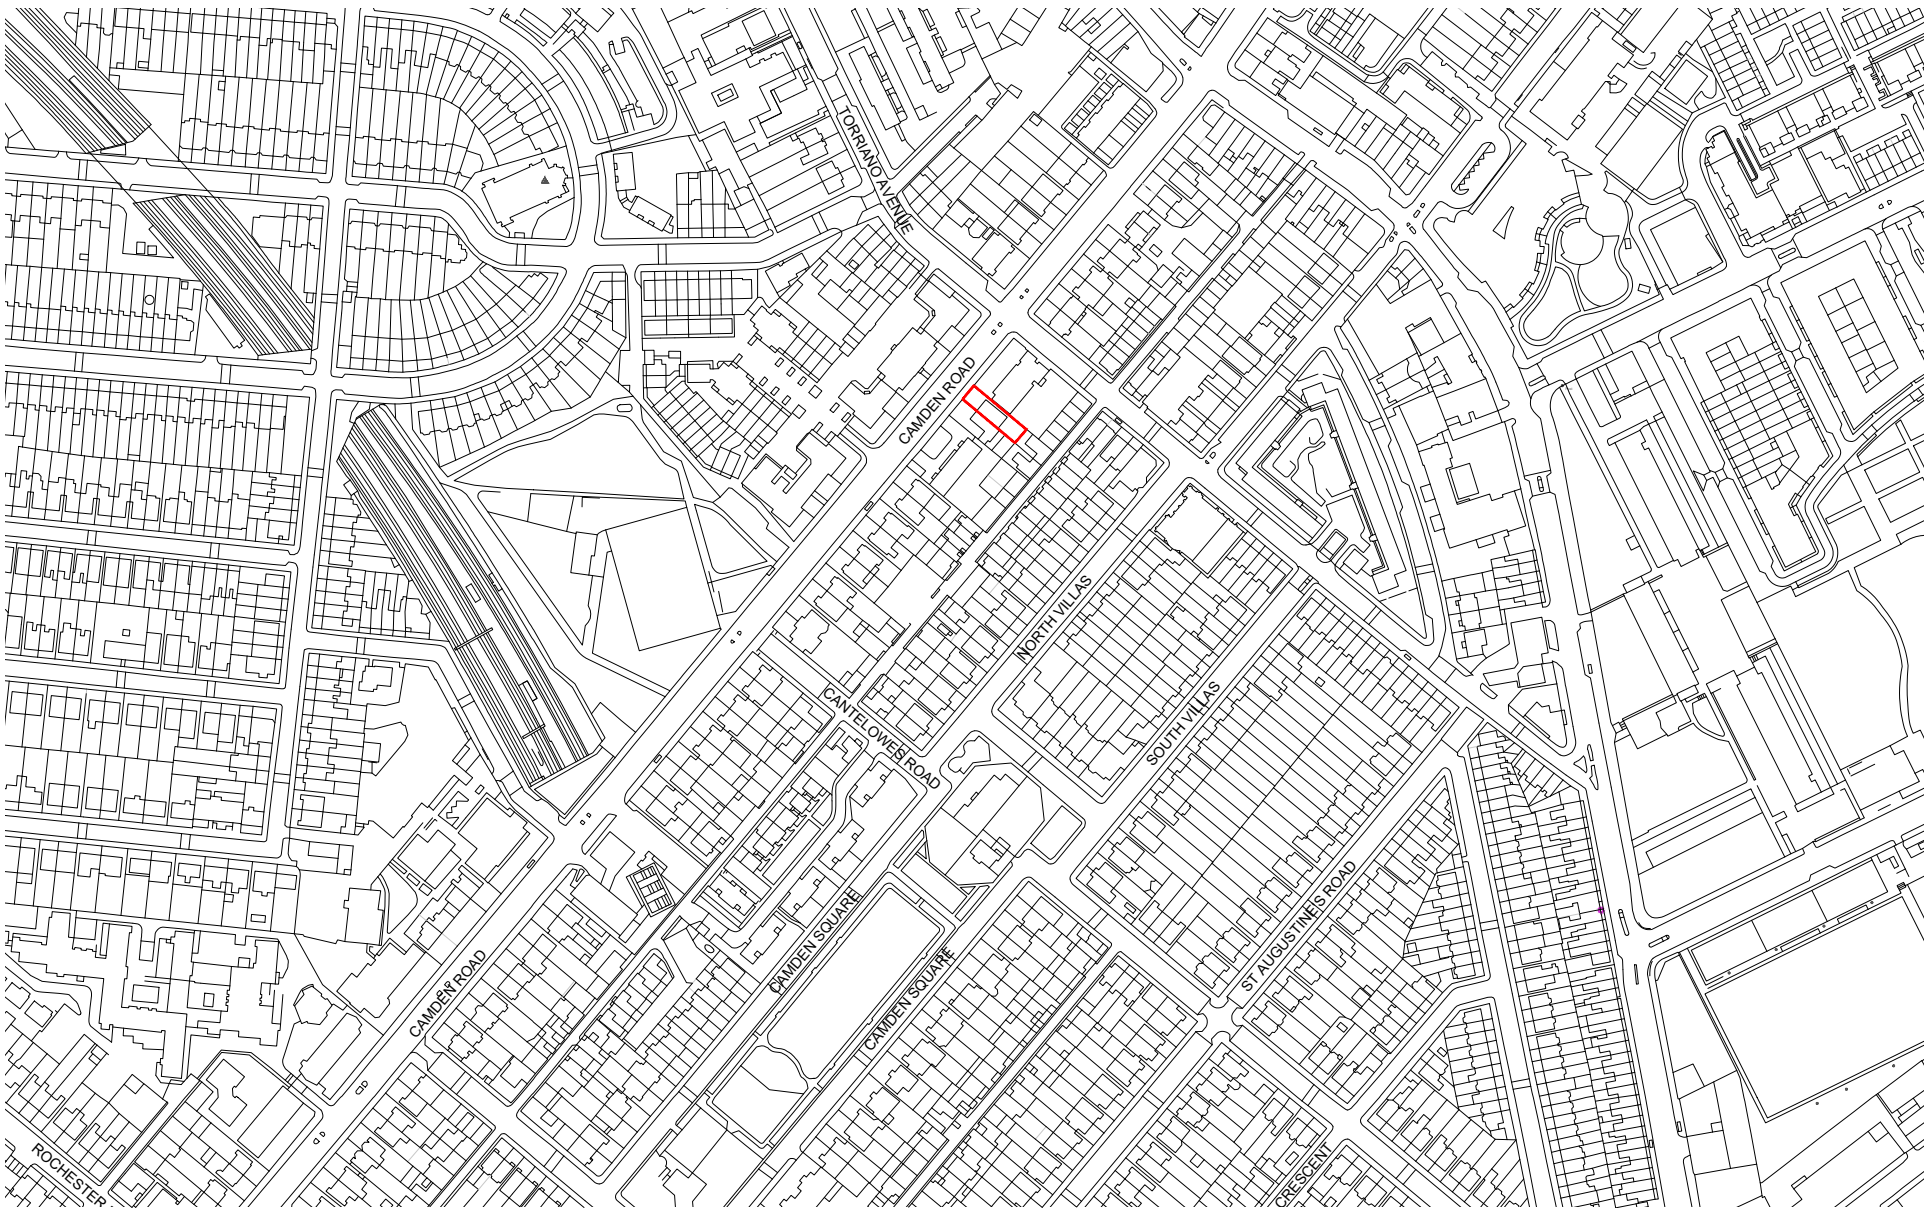 TORRIANO AVENUE
CAMDEN ROAD
NORTH VILLAS
CANTELOWES ROAD
SOUTH VILLAS
ST AUGUSTINE'S ROAD
CAMDEN SQUARE
CAMDEN SQUARE
CAMDEN ROAD
ROCHESTER
CRESCENT